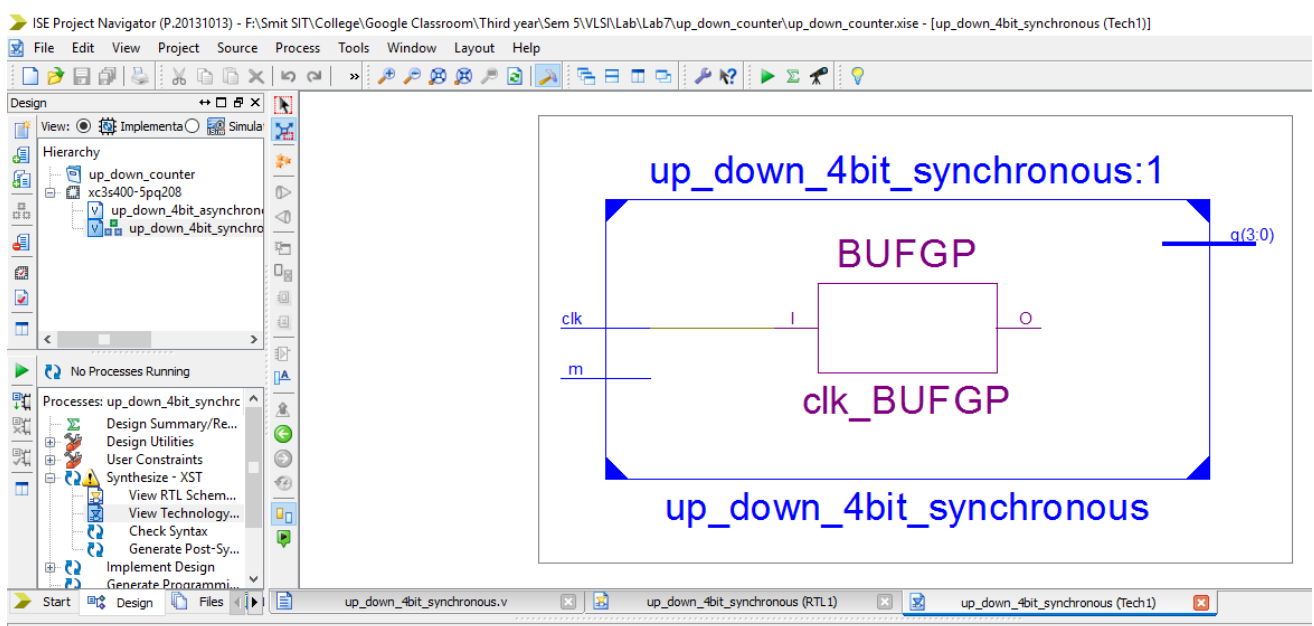 ISE Project Navigator (P.20131013) - F:\Smit SIT\College\Google Classroom\Third year\Sem 5\VLSI\Lab\Lab7\up_down_counter\up_down_counter.xise - [up_down_4bit_synchronous (Tech1)]
File Edit View Project Source Process Tools Window Layout Help
Design
View: Implementa Simula
Hierarchy
up_down_counter
xc3s400-5pq208
up_down_4bit_asynchron
up_down_4bit_synchro
No Processes Running
Processes: up_down_4bit_synchrc
Design Summary/Re...
Design Utilities
User Constraints
Synthesize - XST
View RTL Schem...
View Technology...
Check Syntax
Generate Post-Sy...
Implement Design
Generate Programmi...
Start Design Files
up_down_4bit_synchronous:1
q(3:0)
BUFGP
clk
I
O
m
clk_BUFGP
up_down_4bit_synchronous
up_down_4bit_synchronous.v
up_down_4bit_synchronous (RTL1)
up_down_4bit_synchronous (Tech1)